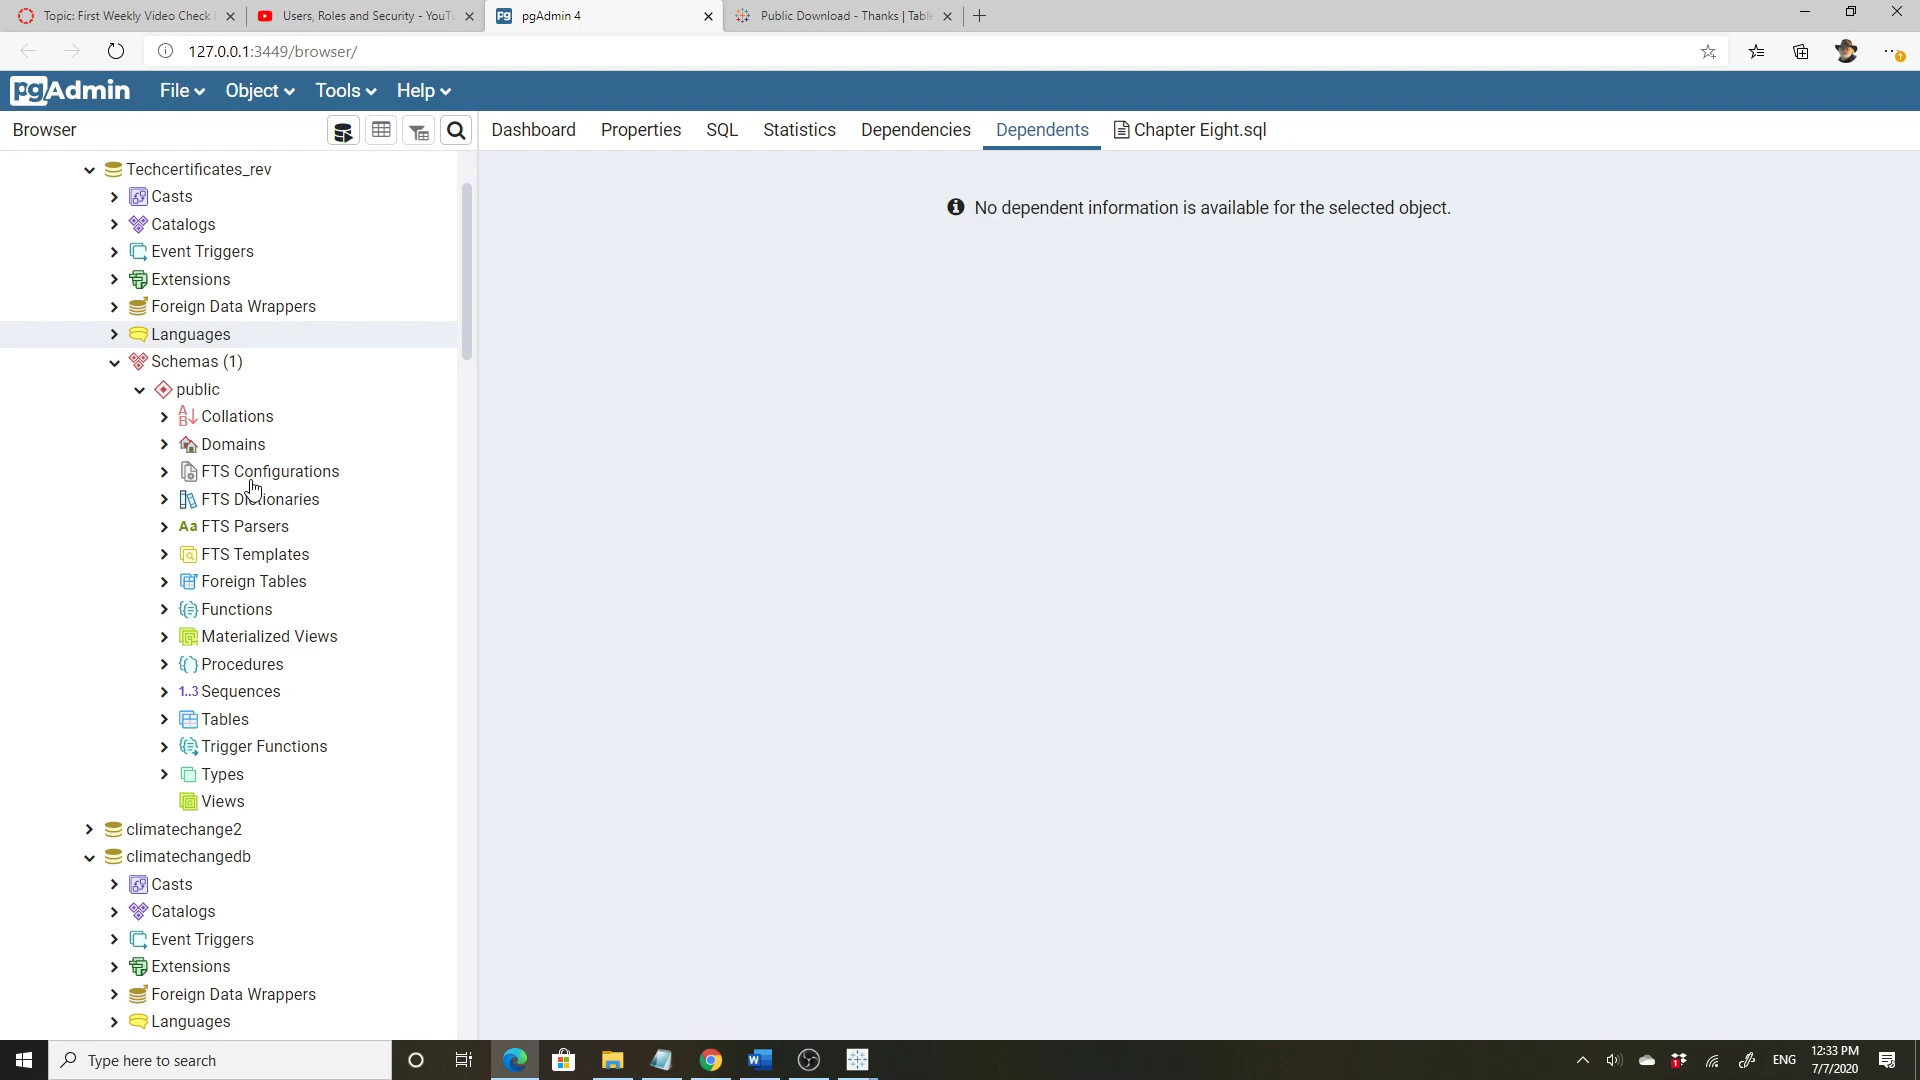 Topic: First Weekly Video Check
Users, Roles and Security - YouTu
pgAdmin 4
Public Download - Thanks | Table
127.0.0.1:3449/browser/
pgAdmin File Object Tools Help
Browser
Dashboard Properties SQL Statistics Dependencies Dependents Chapter Eight.sql
No dependent information is available for the selected object.
Techcertificates_rev
Casts
Catalogs
Event Triggers
Extensions
Foreign Data Wrappers
Languages
Schemas (1)
public
Collations
Domains
FTS Configurations
FTS Dictionaries
Aa FTS Parsers
FTS Templates
Foreign Tables
Functions
Materialized Views
Procedures
1..3 Sequences
Tables
Trigger Functions
Types
Views
climatechange2
climatechangedb
Casts
Catalogs
Event Triggers
Extensions
Foreign Data Wrappers
Languages
Type here to search
ENG
12:33 PM
7/7/2020